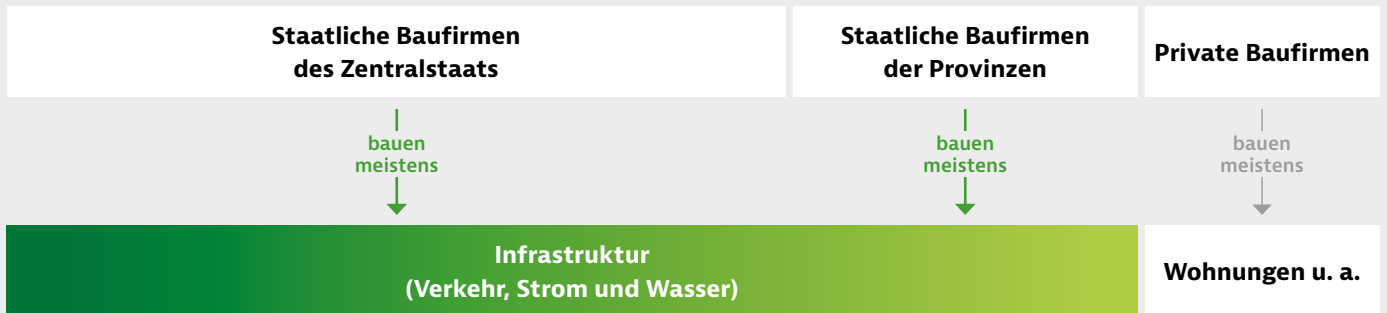 Staatliche Baufirmen
des Zentralstaats
Staatliche Baufirmen
der Provinzen
Private Baufirmen
bauen
meistens
bauen
meistens
bauen
meistens
Infrastruktur
(Verkehr, Strom und Wasser)
Wohnungen u. a.